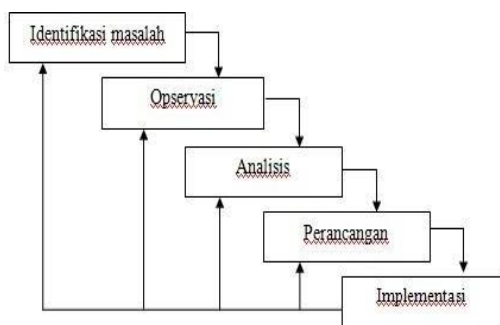 Identifikasi masalah
Opservasi
Analisis
Perancangan
Implementasi